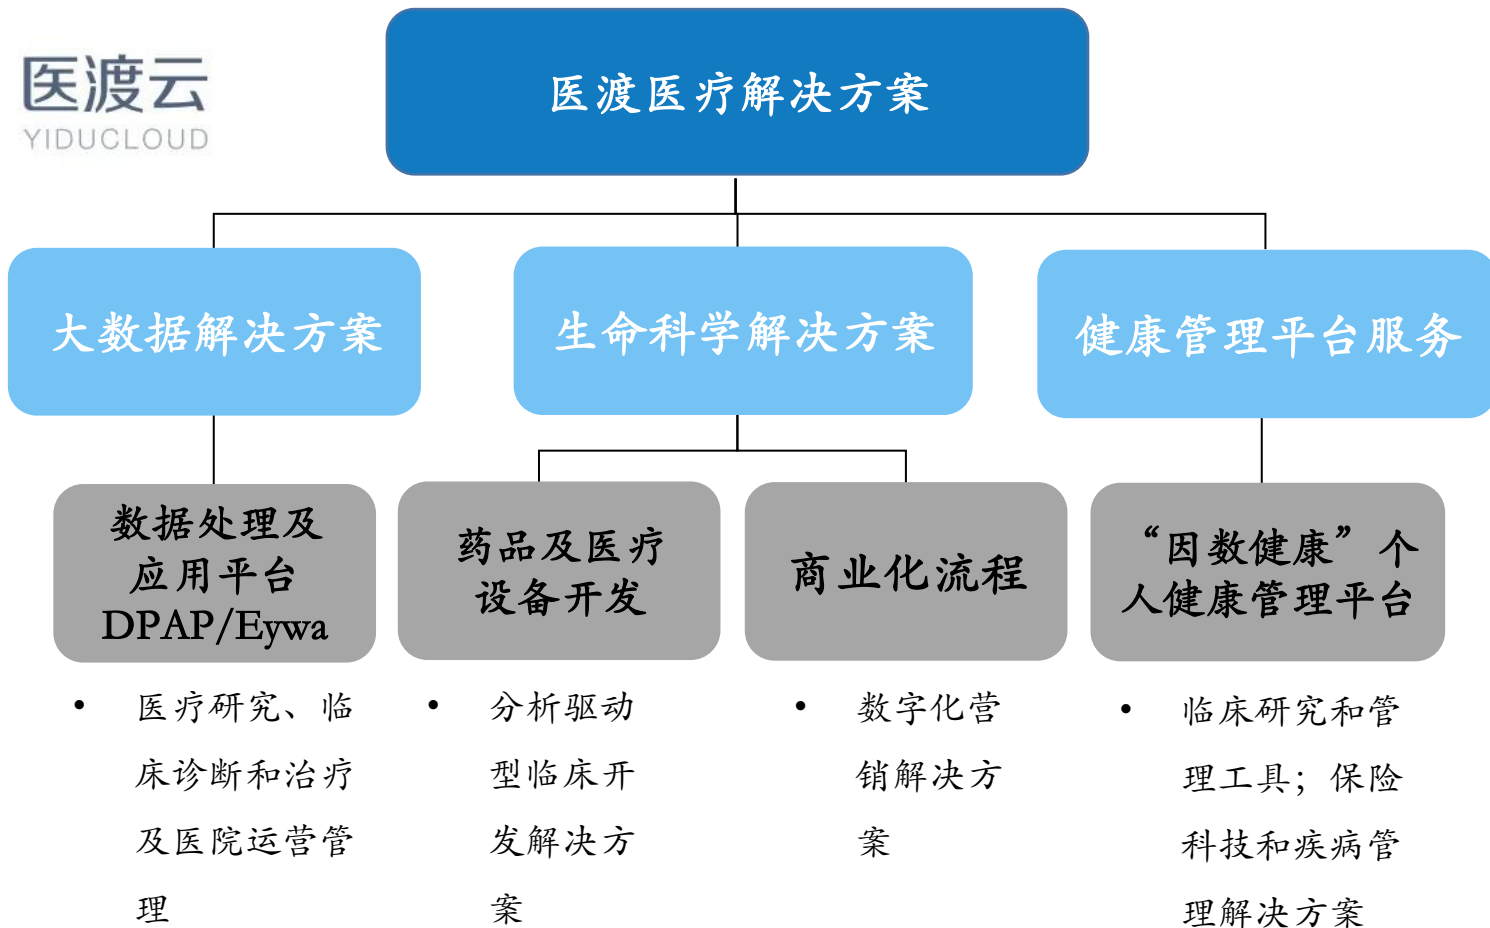 医渡云
YIDUCLOUD
医渡医疗解决方案
大数据解决方案
生命科学解决方案
健康管理平台服务
数据处理及
应用平台
DPAP/Eywa
药品及医疗
设备开发
商业化流程
“因数健康”个
人健康管理平台
• 医疗研究、临
床诊断和治疗
及医院运营管
理
• 分析驱动
型临床开
发解决方
案
• 数字化营
销解决方
案
• 临床研究和管
理工具；保险
科技和疾病管
理解决方案